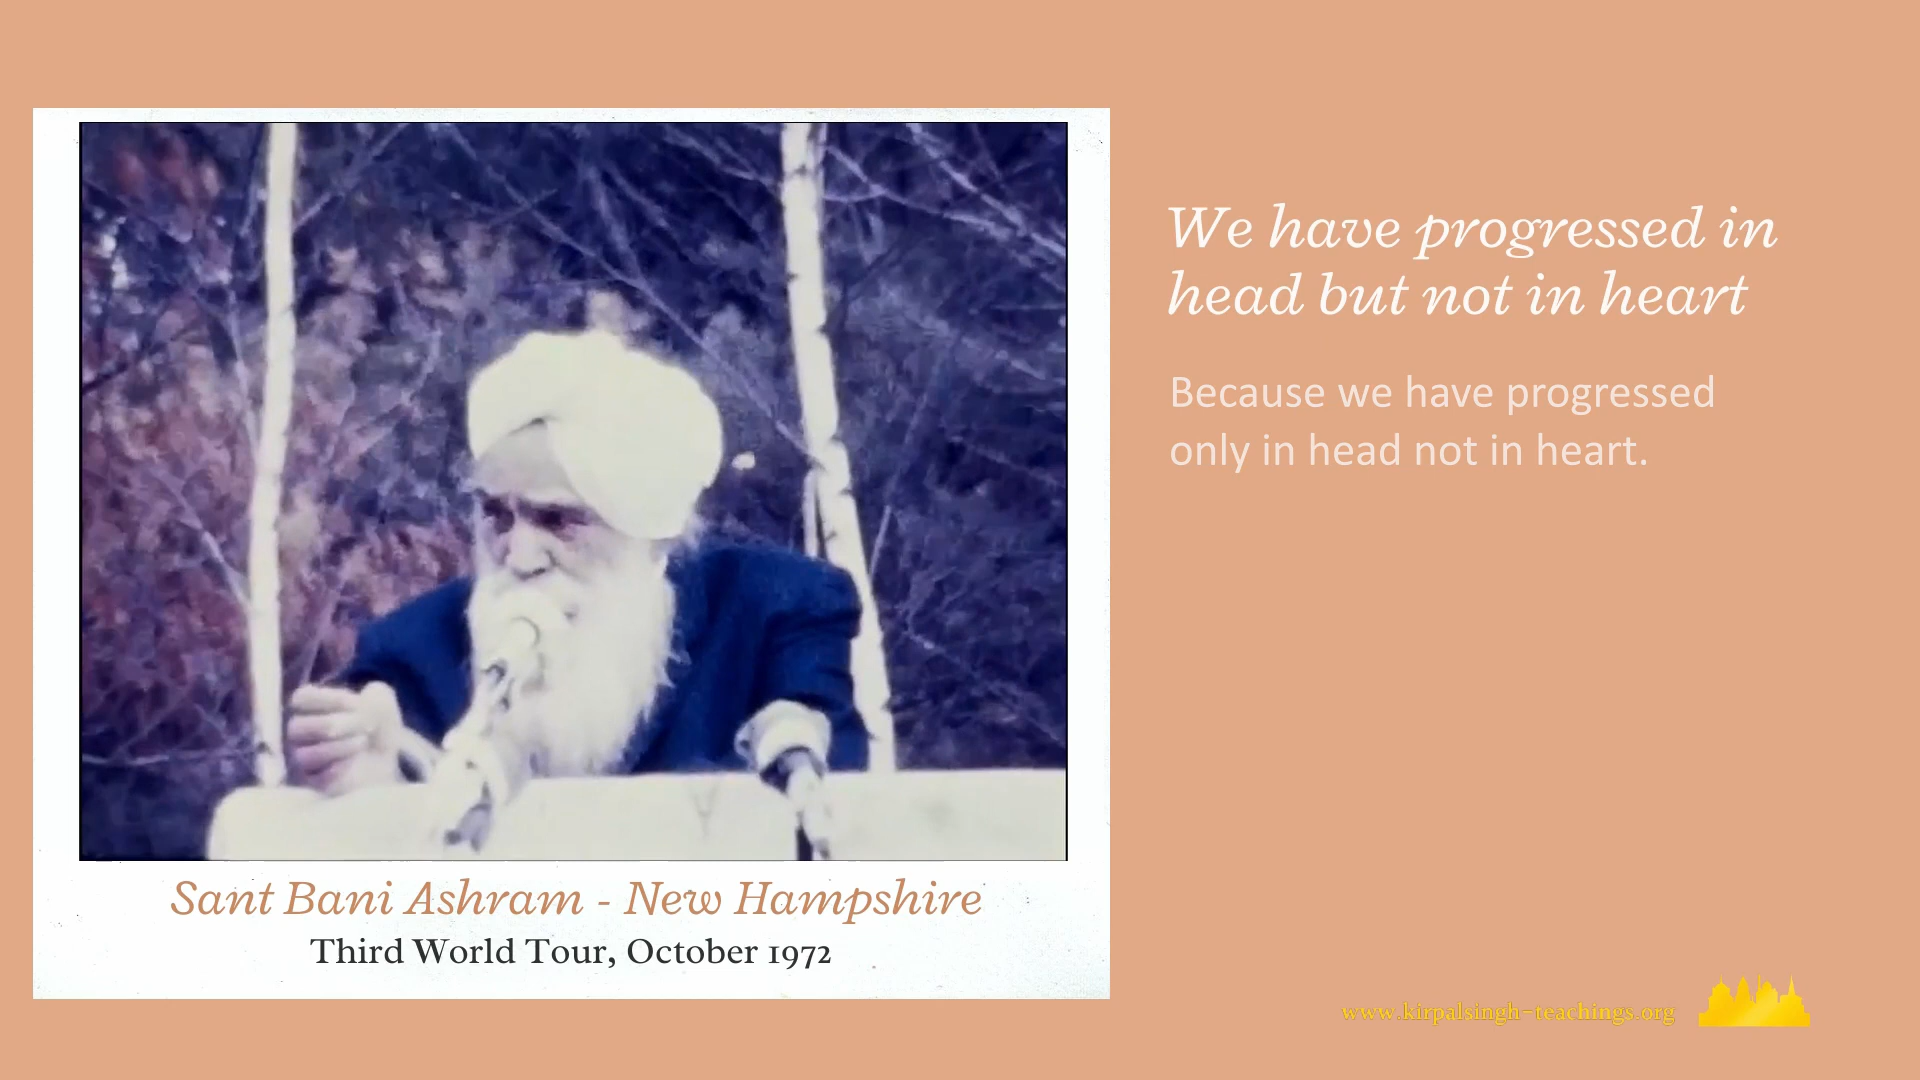 We have progressed in
head but not in heart
Because we have progressed
only in head not in heart.
Sant Bani Ashram - New Hampshire
Third World Tour, October 1972
www.kirpalsingh-teachings.org